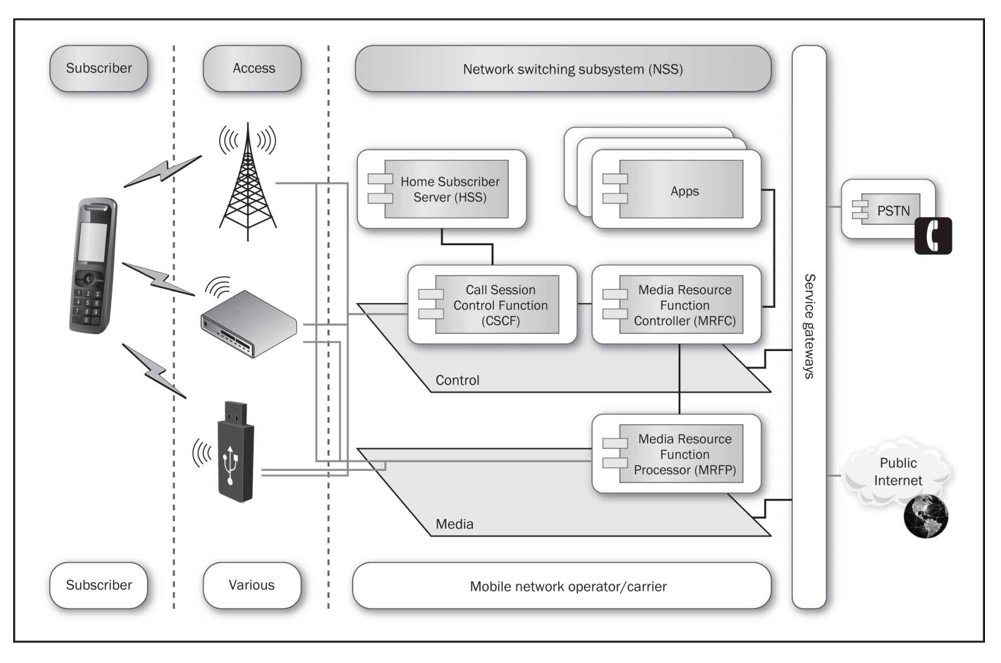 Subscriber
Access
Network switching subsystem (NSS)
Home Subscriber
Server (HSS)
Apps
PSTN
Call Session
Control Function
(CSCF)
Media Resource
Function
Controller (MRFC)
Service gateways
Control
Media Resource
Function
Processor (MRFP)
Public
Internet
Media
Subscriber
Various
Mobile network operator/carrier